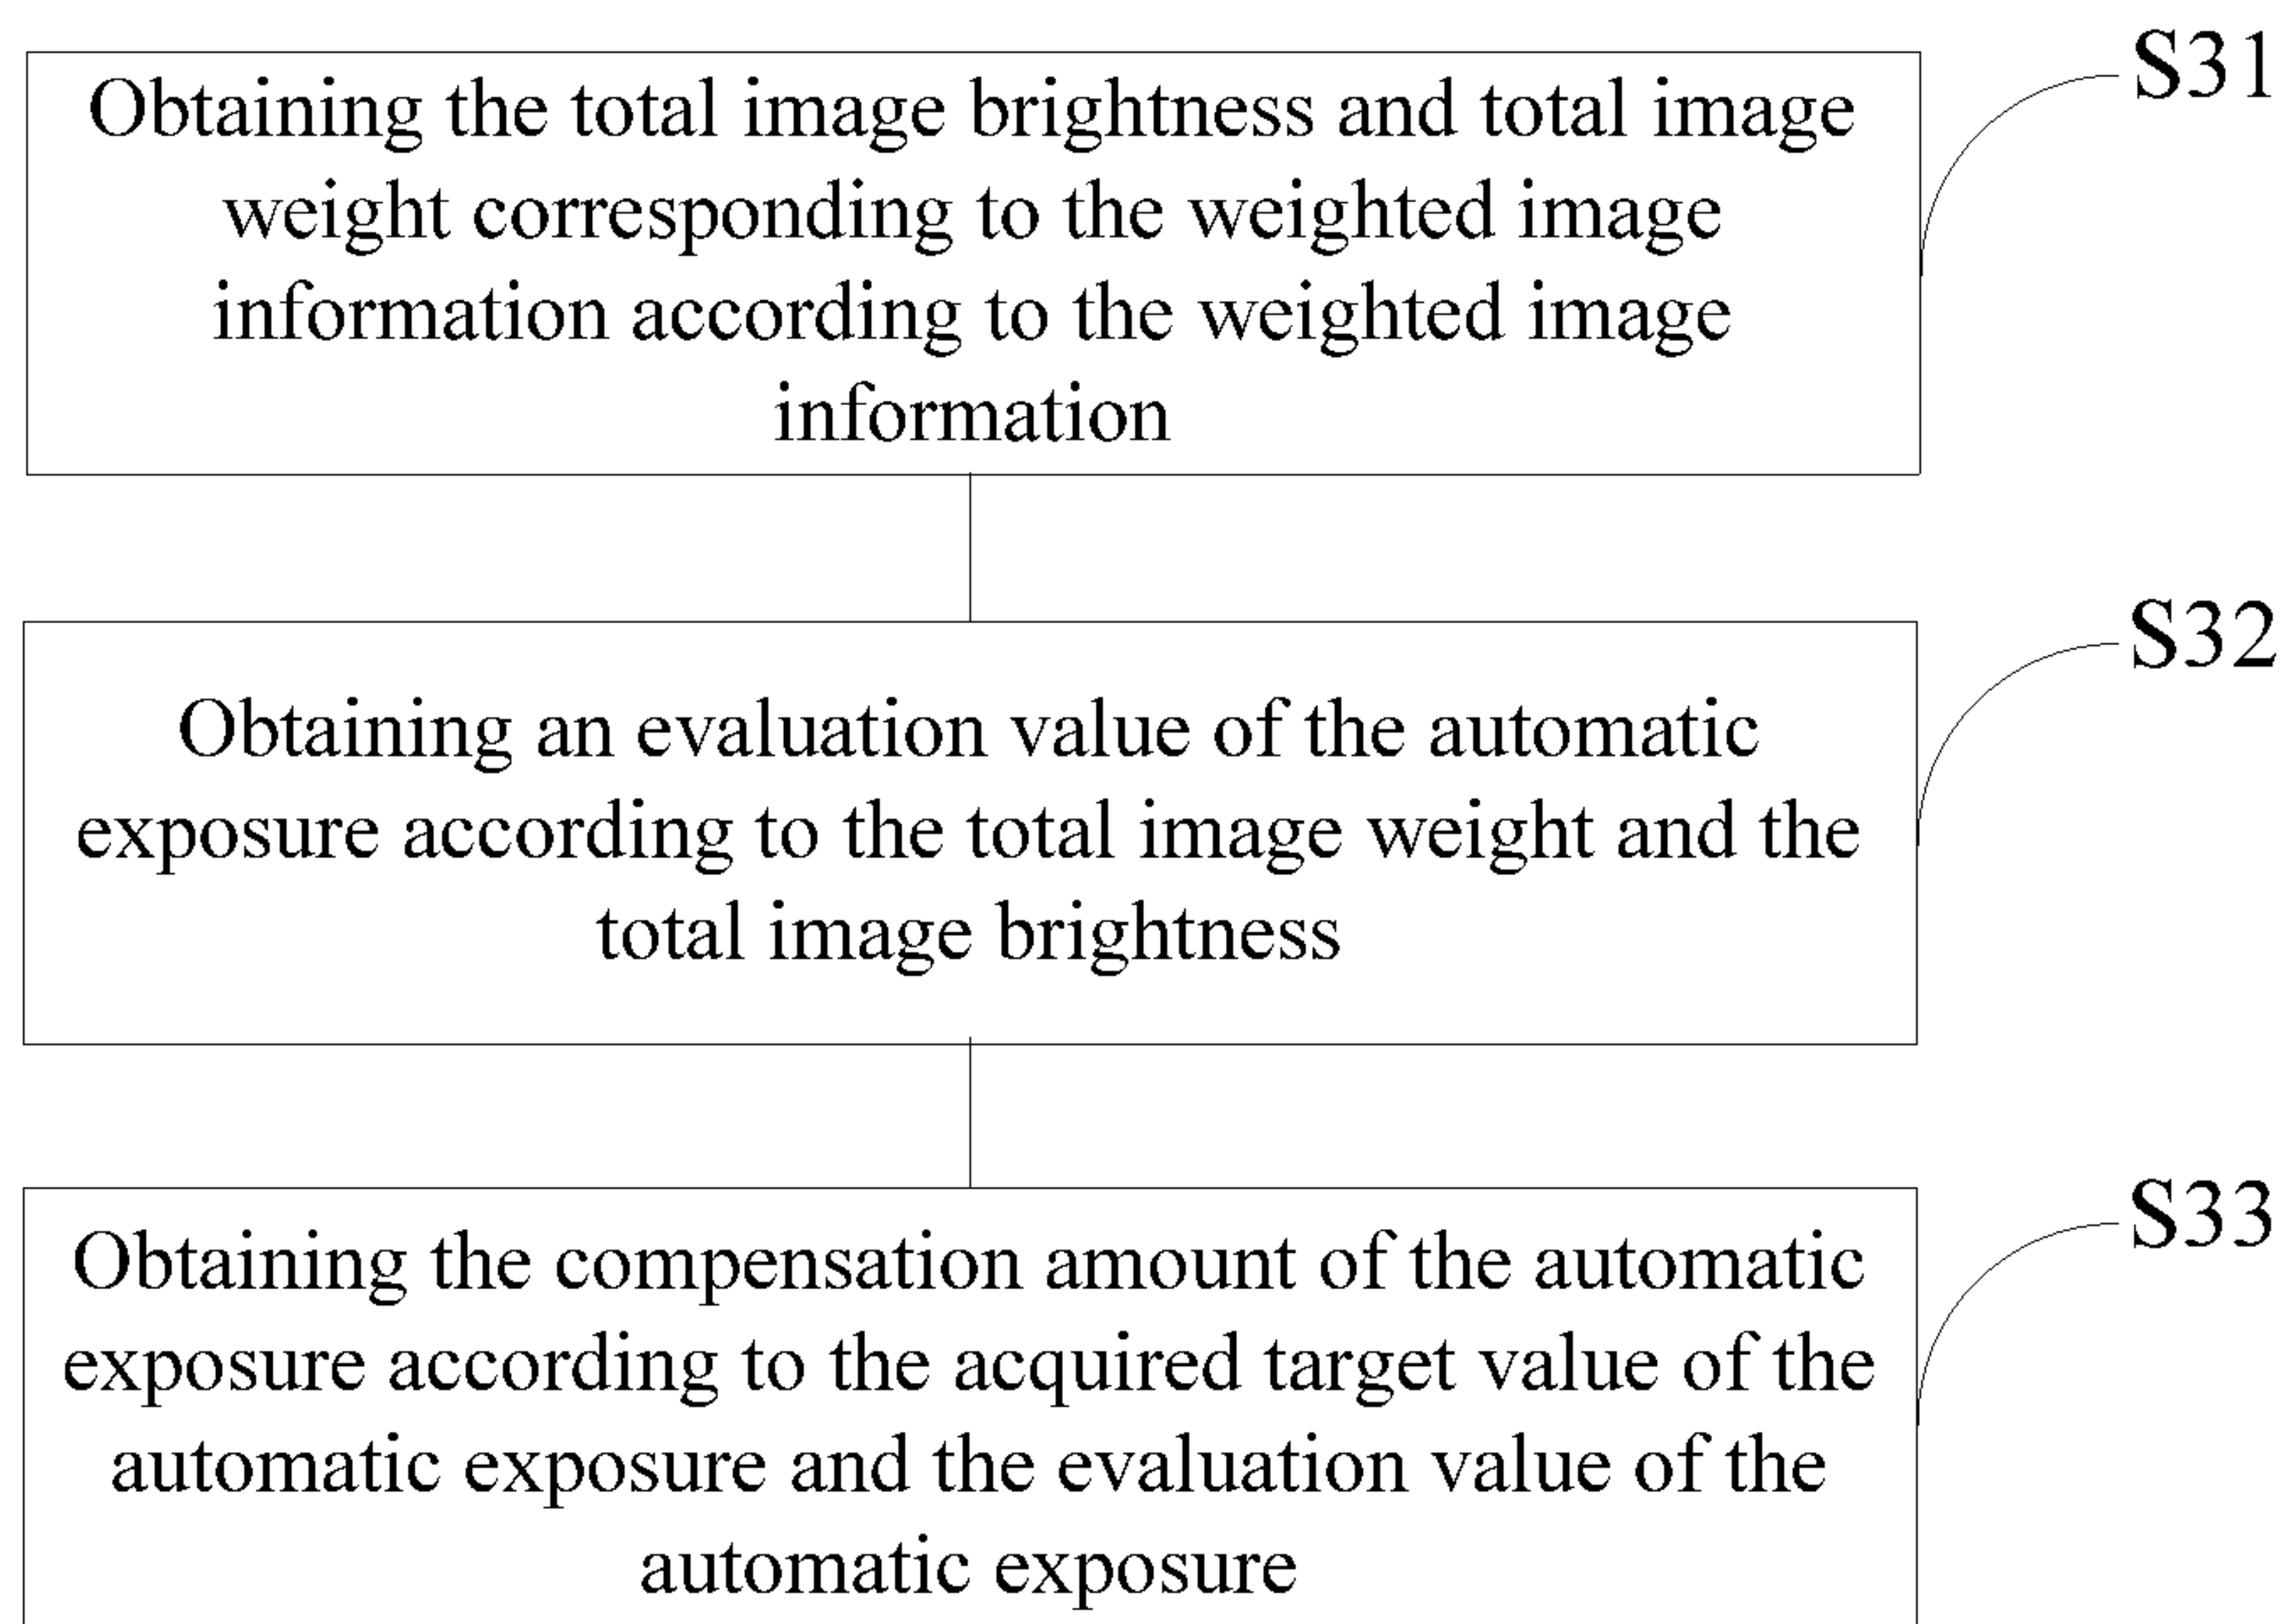 S31
Obtaining the total image brightness and total image
weight corresponding to the weighted image
information according to the weighted image
information
S32
Obtaining an evaluation value of the automatic
exposure according to the total image weight and the
total image brightness
S33
Obtaining the compensation amount of the automatic
exposure according to the acquired target value of the
automatic exposure and the evaluation value of the
automatic exposure